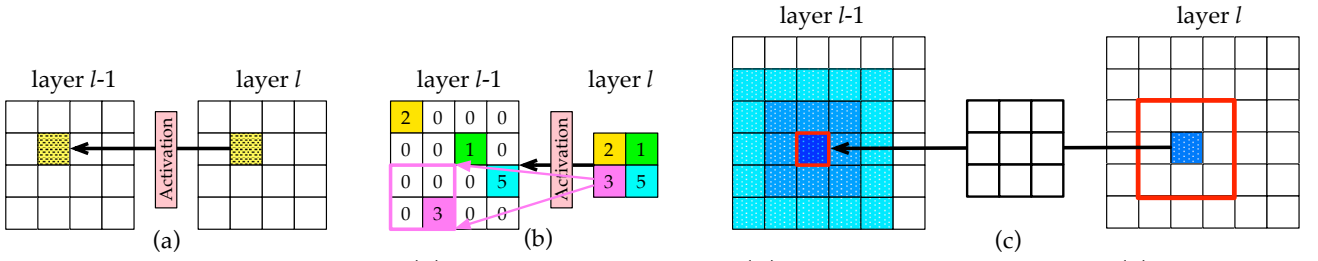 layer l-1
layer l
Activation
(a)
layer l-1
layer l
2 0 0 0
0 0 1 0
0 0 0 5
0 3 0 0
Activation
2 1
3 5
(b)
layer l-1
layer l
(c)